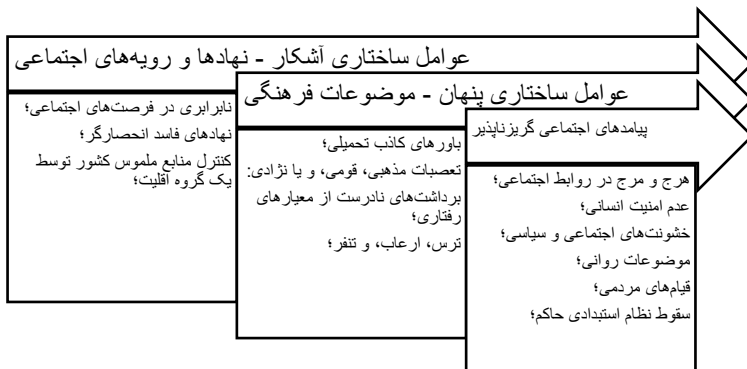 عوامل ساختاری آشکار - نهادها و رویه‌های اجتماعی
نابرابری در فرصت‌های اجتماعی؛
نهادهای فاسد انحصارگر؛
کنترل منابع ملموس کشور توسط
یک گروه اقلیت؛
عوامل ساختاری پنهان - موضوعات فرهنگی
باورهای کاذب تحمیلی؛
تعصبات مذهبی، قومی، و یا نژادی:
برداشت‌های نادرست از معیارهای
رفتاری؛
ترس، ارعاب، و تنفر؛
پیامدهای اجتماعی گریزناپذیر
هرج و مرج در روابط اجتماعی؛
عدم امنیت انسانی؛
خشونت‌های اجتماعی و سیاسی؛
موضوعات روانی؛
قیام‌های مردمی؛
سقوط نظام استبدادی حاکم؛